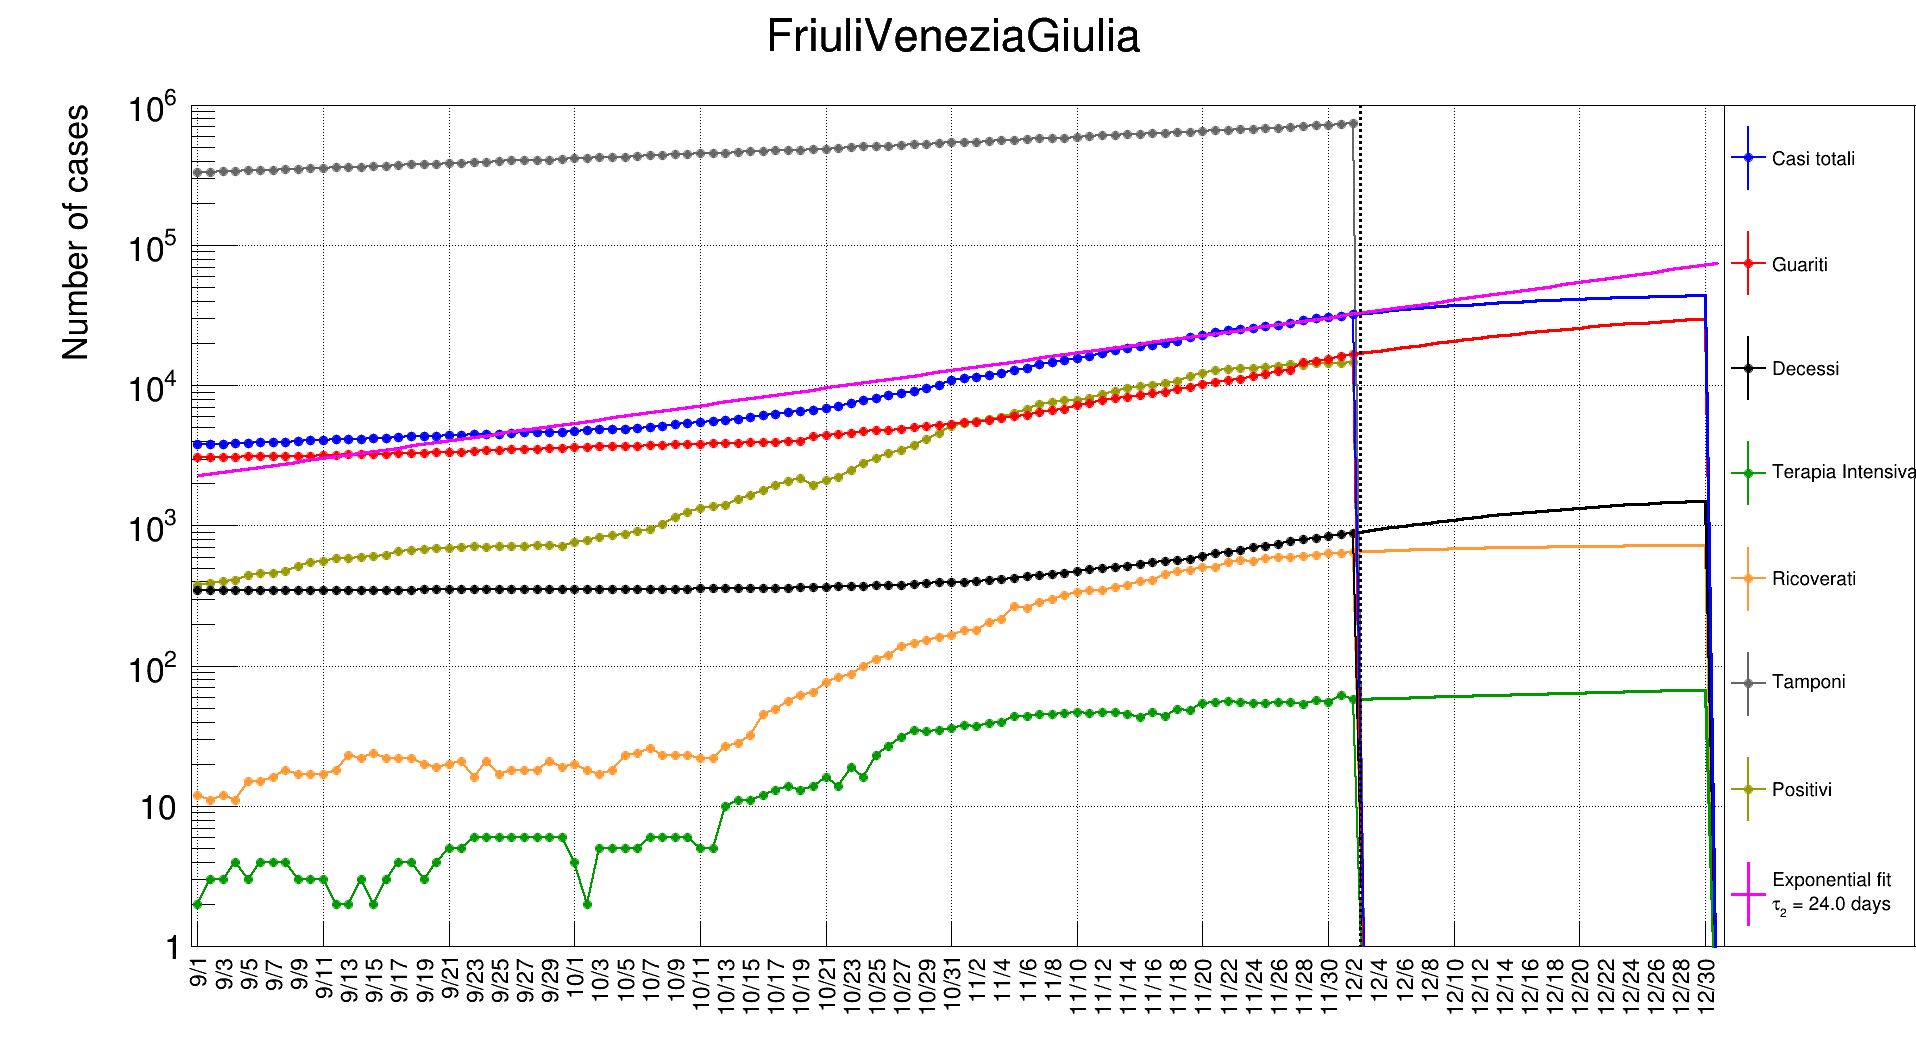 FriuliVeneziaGiulia
Number of cases
10^6
10^5
10^4
10^3
10^2
10
1
9/1 9/3 9/5 9/7 9/9 9/11 9/13 9/15 9/17 9/19 9/21 9/23 9/25 9/27 9/29 10/1 10/3 10/5 10/7 10/9 10/11 10/13 10/15 10/17 10/19 10/21 10/23 10/25 10/27 10/29 10/31 11/2 11/4 11/6 11/8 11/10 11/12 11/14 11/16 11/18 11/20 11/22 11/24 11/26 11/28 11/30 12/2 12/4 12/6 12/8 12/10 12/12 12/14 12/16 12/18 12/20 12/22 12/24 12/26 12/28 12/30
Casi totali
Guariti
Decessi
Terapia Intensiva
Ricoverati
Tamponi
Positivi
Exponential fit
τ₂ = 24.0 days